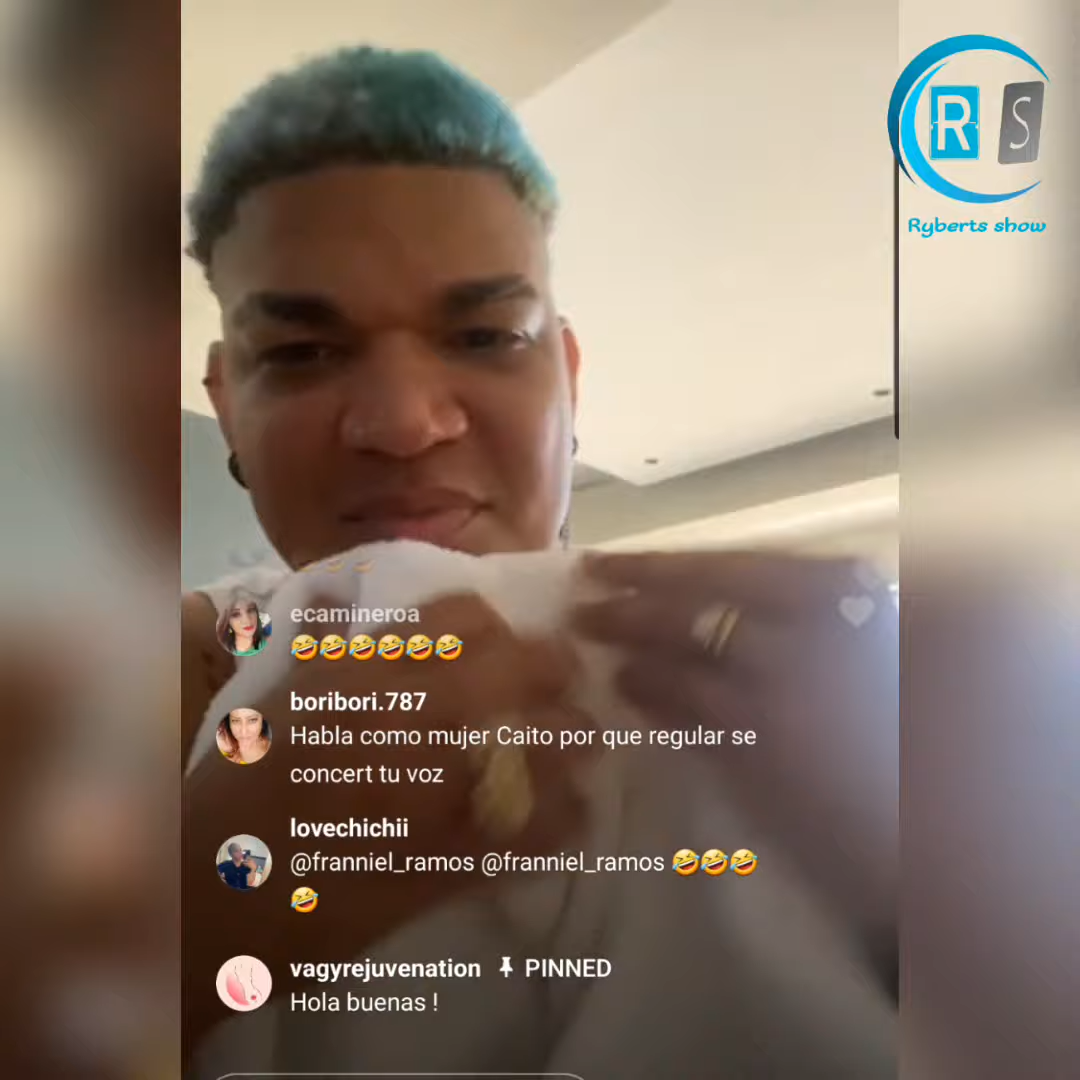 R S
Ryberts show
ecamineroa
🤣🤣🤣🤣🤣🤣
boribori.787
Habla como mujer Caito por que regular se
concert tu voz
lovechichii
@franniel_ramos @franniel_ramos 🤣🤣🤣
🤣
vagyrejuvenation PINNED
Hola buenas !